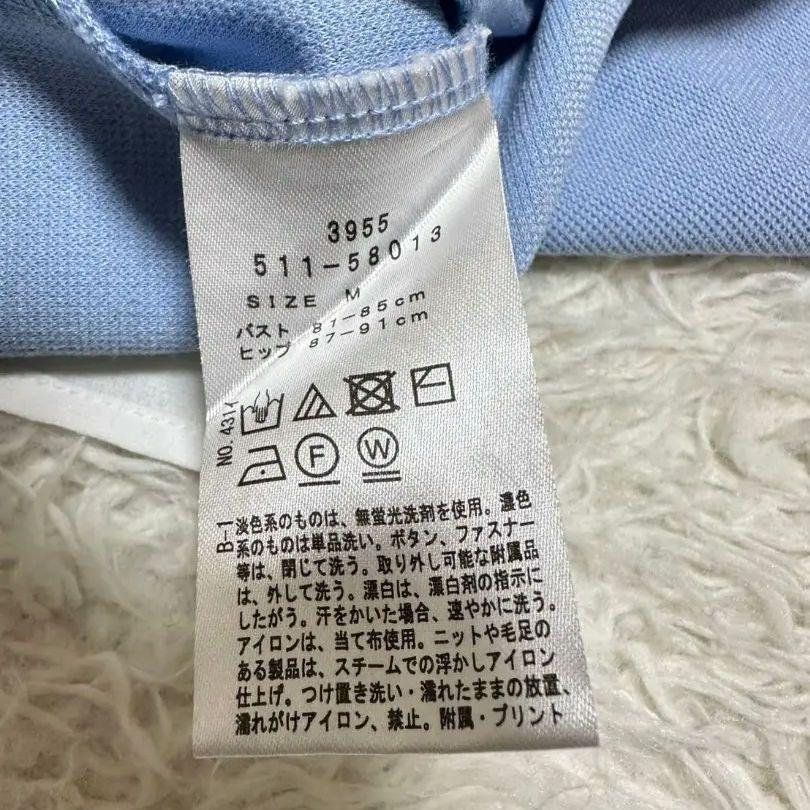 3955
511-58013
SIZE M
バスト 81-85cm
ヒップ 87-91cm
F
W
B-1
淡色系のものは、無蛍光洗剤を使用。濃色
系のものは単品洗い。ボタン、ファスナー
等は、閉じて洗う。取り外し可能な附属品
は、外して洗う。漂白は、漂白剤の指示に
したがう。汗をかいた場合、速やかに洗う。
アイロンは、当て布使用。ニットや毛足の
ある製品は、スチームでの浮かしアイロン
仕上げ。つけ置き洗い・濡れたままの放置、
濡れがけアイロン、禁止。附属・プリント